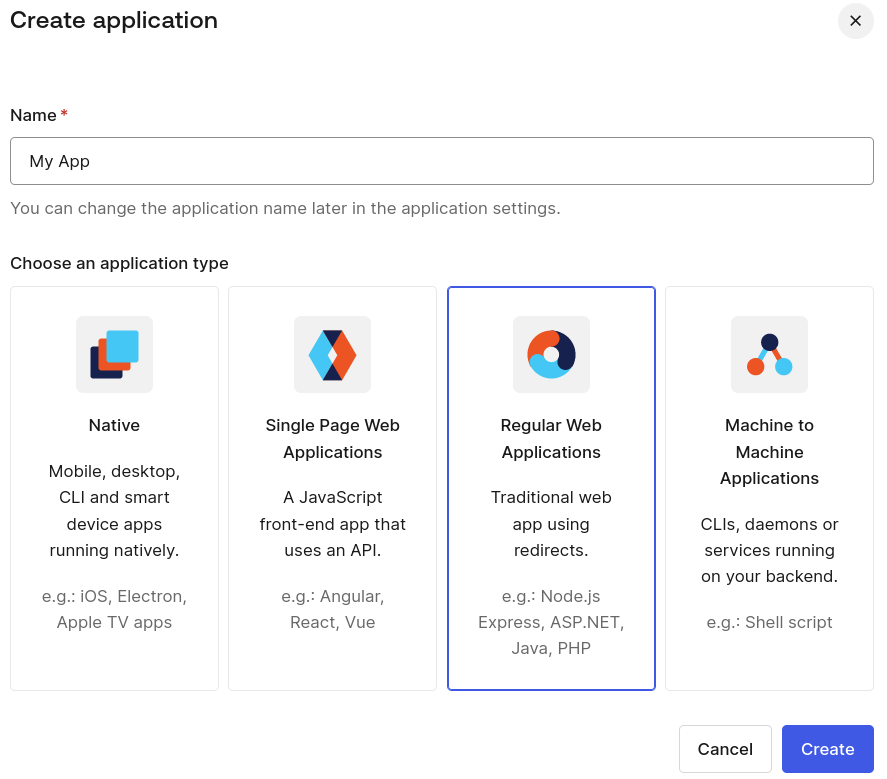 Create application
Name *
My App
You can change the application name later in the application settings.
Choose an application type
Native
Mobile, desktop,
CLI and smart
device apps
running natively.
e.g.: iOS, Electron,
Apple TV apps
Single Page Web
Applications
A JavaScript
front-end app that
uses an API.
e.g.: Angular,
React, Vue
Regular Web
Applications
Traditional web
app using
redirects.
e.g.: Node.js
Express, ASP.NET,
Java, PHP
Machine to
Machine
Applications
CLIs, daemons or
services running
on your backend.
e.g.: Shell script
Cancel
Create